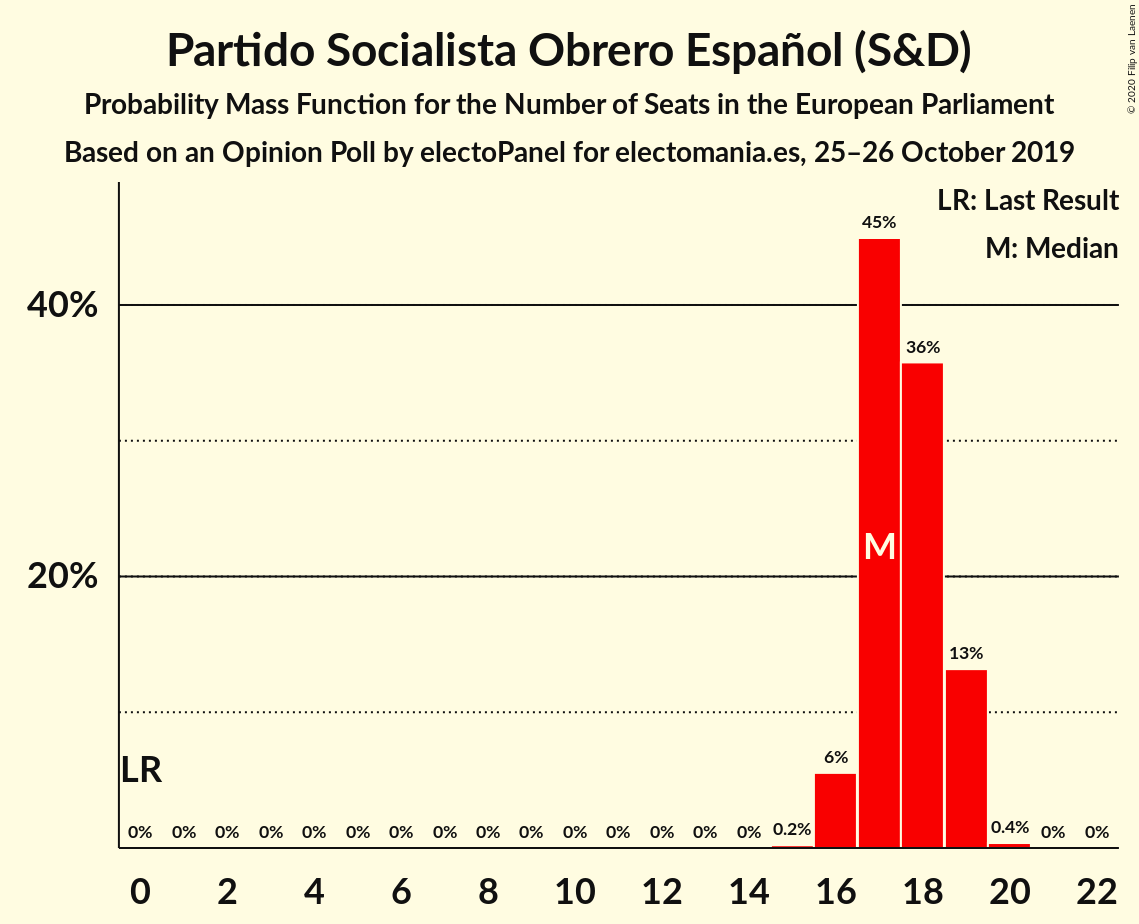 Partido Socialista Obrero Español (S&D)
Probability Mass Function for the Number of Seats in the European Parliament
Based on an Opinion Poll by electoPanel for electomania.es, 25–26 October 2019
© 2020 Filip van Laenen
LR: Last Result
M: Median
45%
40%
36%
M
20%
13%
6%
LR
0% 0% 0% 0% 0% 0% 0% 0% 0% 0% 0% 0% 0% 0% 0% 0.2% 0.4% 0% 0%
0 2 4 6 8 10 12 14 16 18 20 22